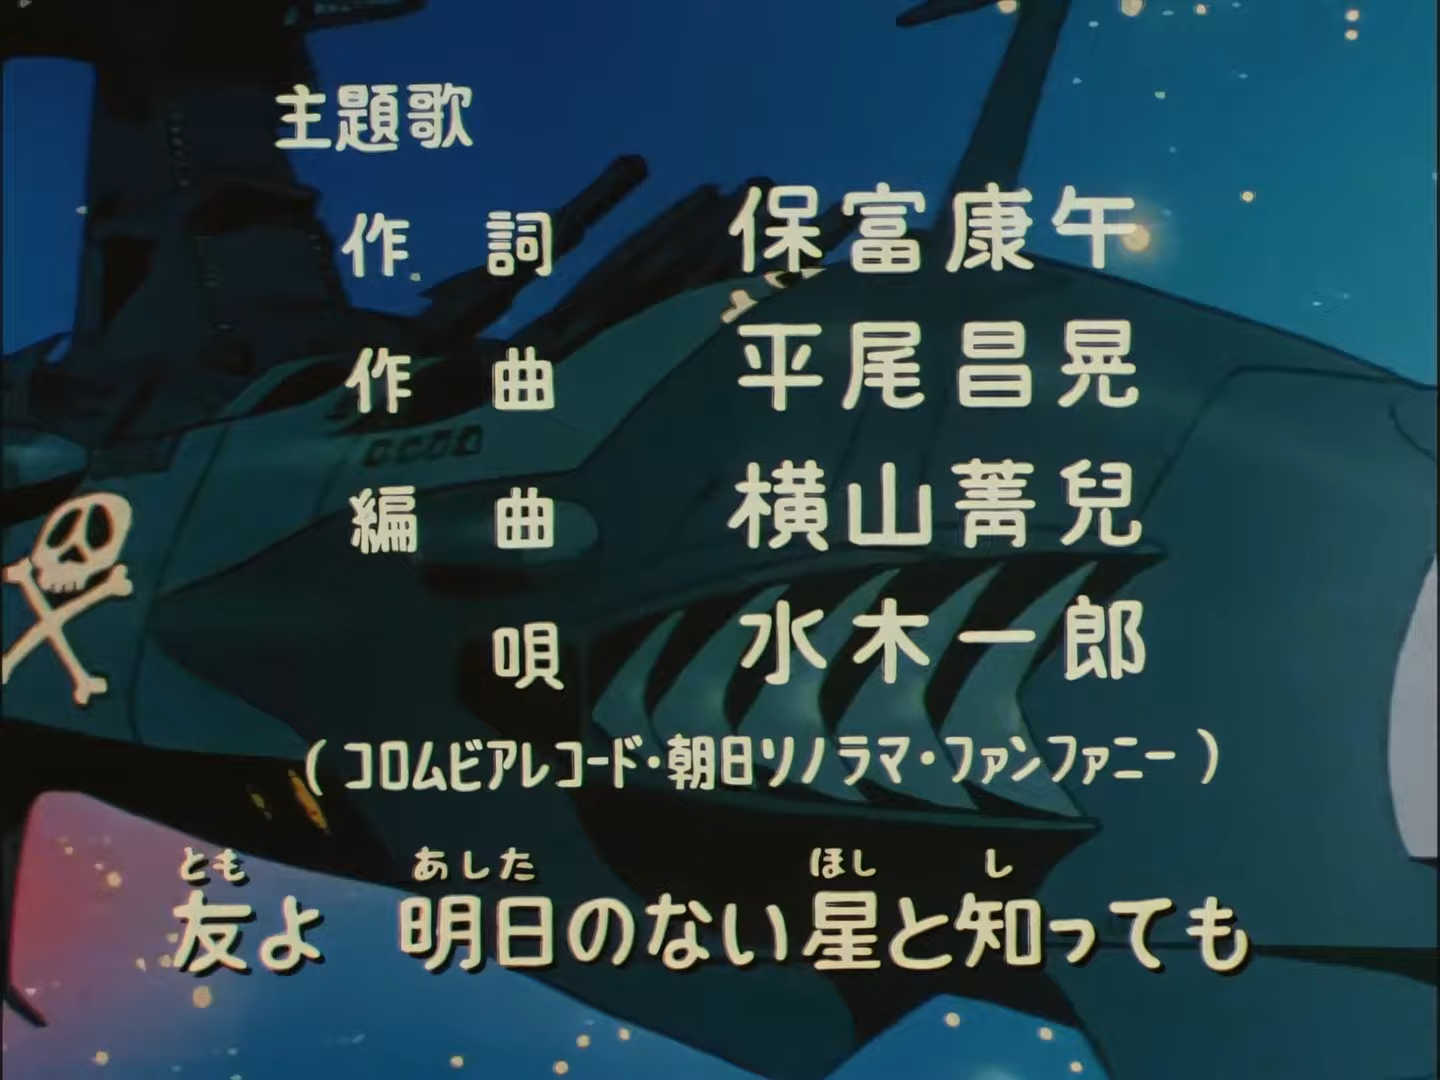 主題歌
作詞 保富康午
作曲 平尾昌晃
編曲 横山菁児
唄 水木一郎
(コロムビアレコード・朝日ソノラマ・ファンファニー)
とも あした ほし し
友よ 明日のない星と知っても